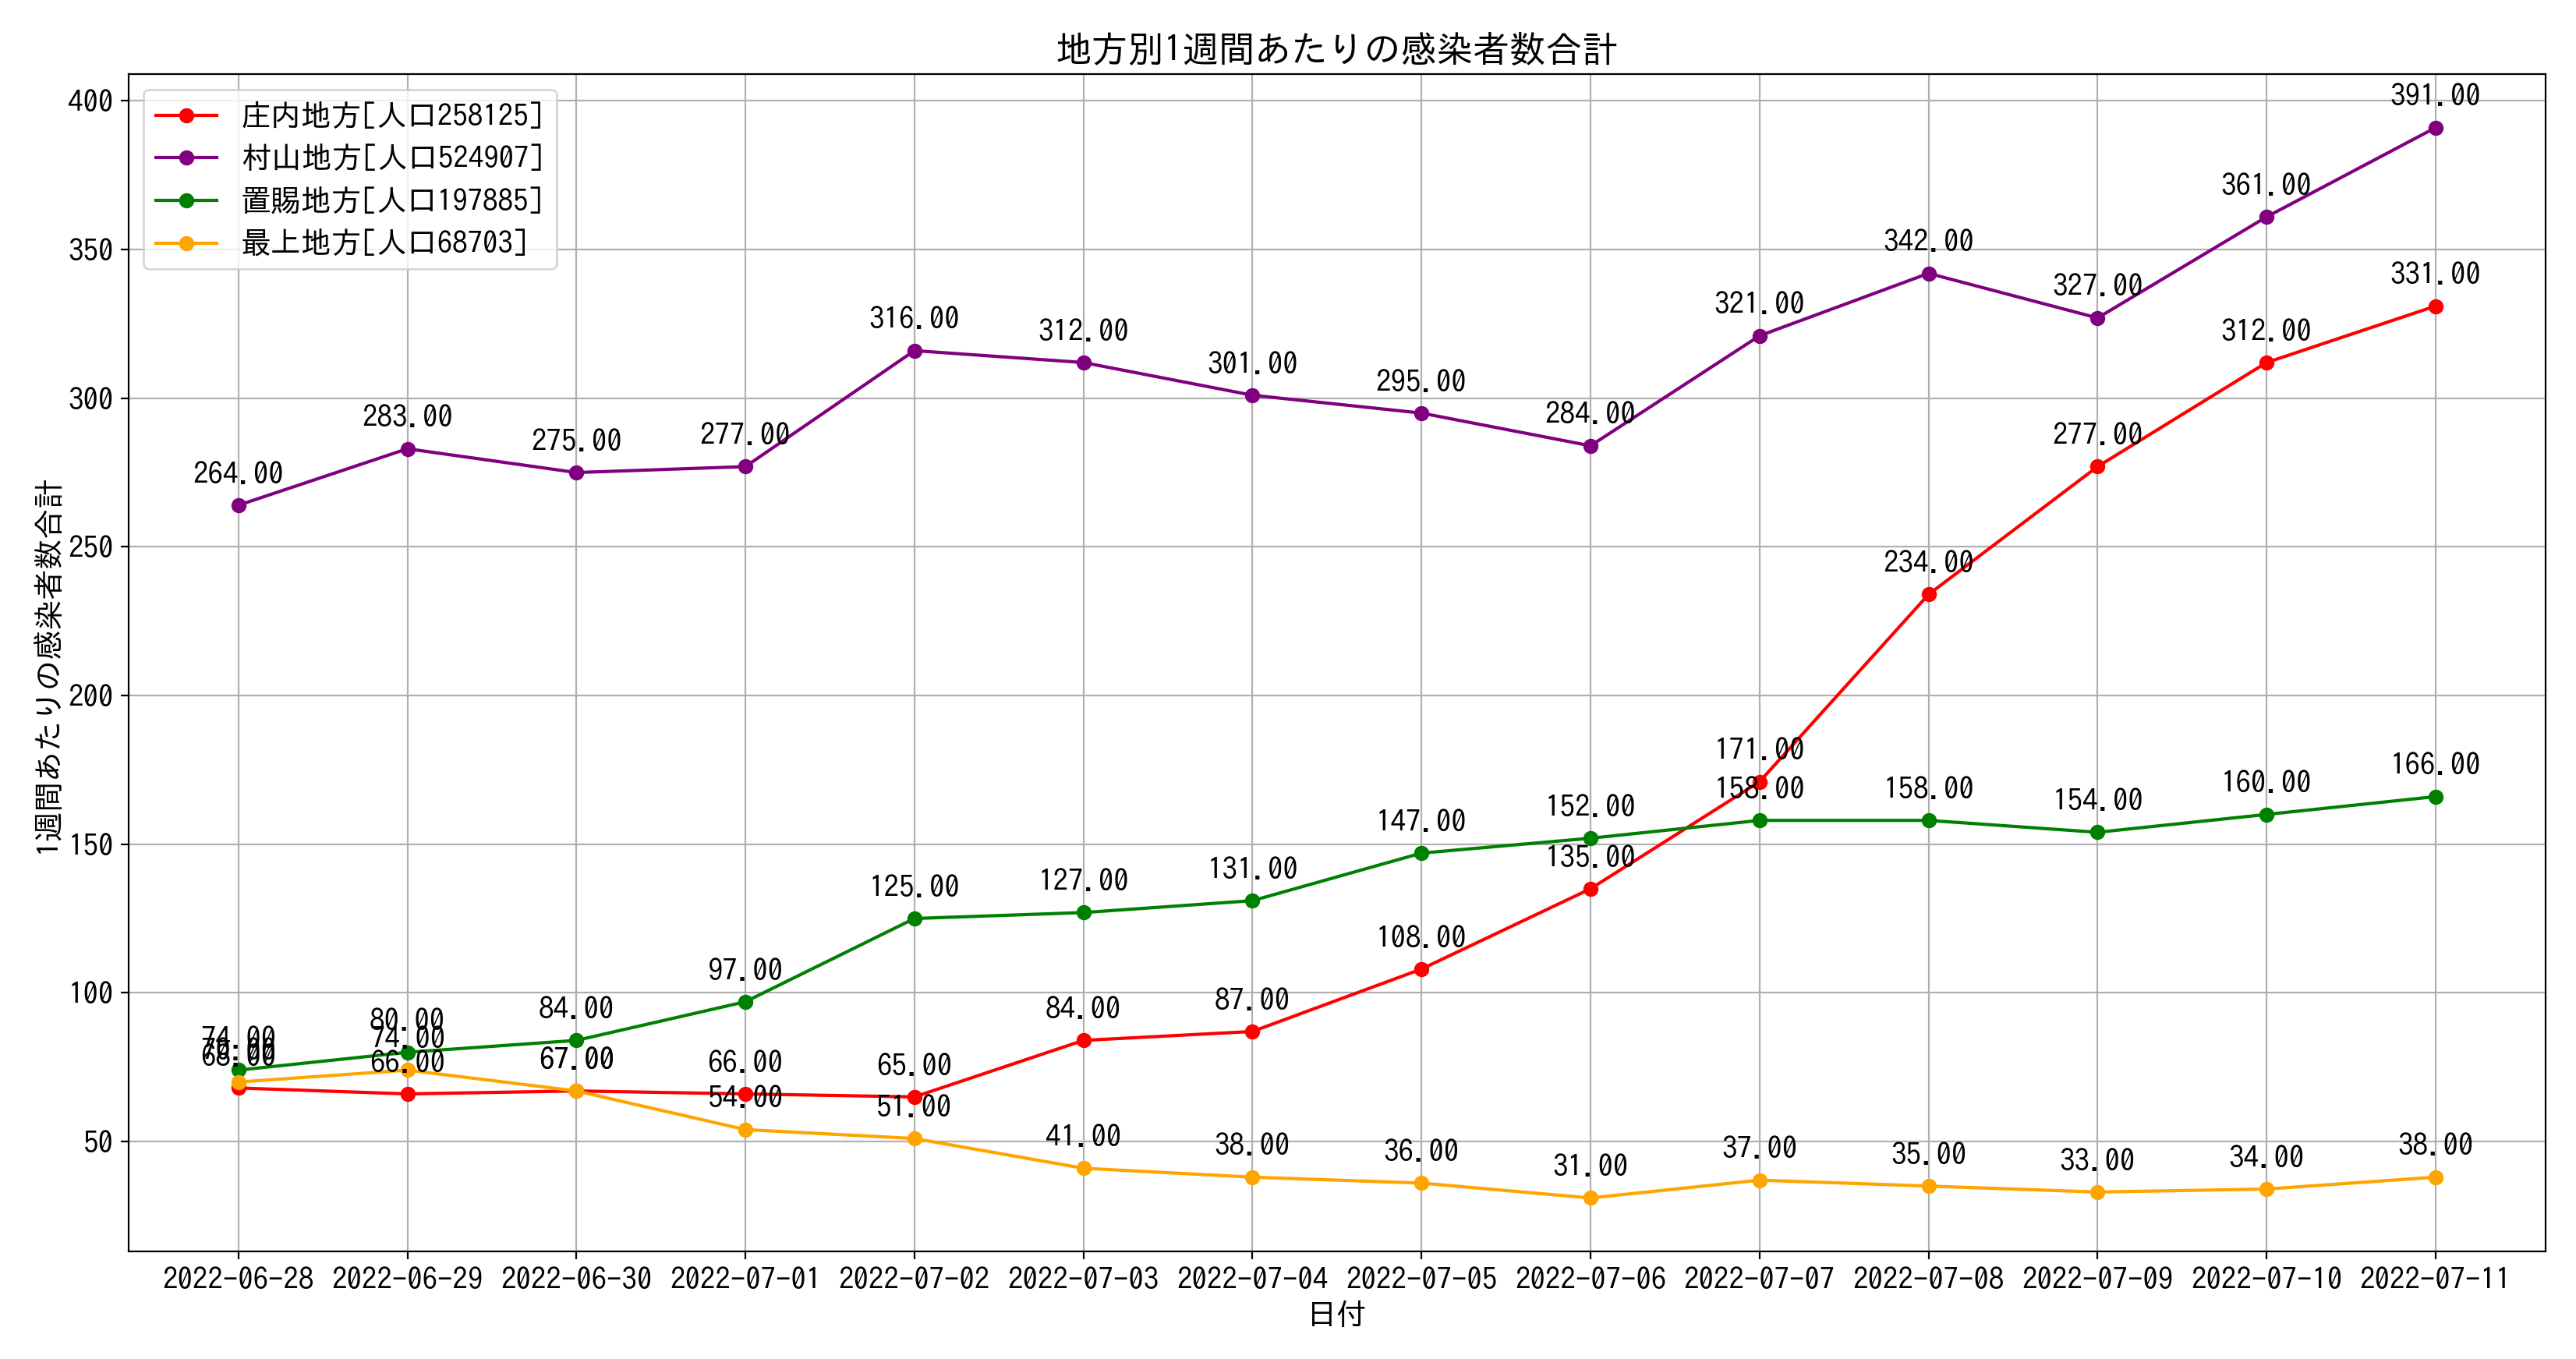 地方別1週間あたりの感染者数合計
庄内地方[人口258125]
村山地方[人口524907]
置賜地方[人口197885]
最上地方[人口68703]
1週間あたりの感染者数合計
400
350
300
250
200
150
100
50
264.00 283.00 275.00 277.00 316.00 312.00 301.00 295.00 284.00 321.00 342.00 327.00 361.00 391.00
66.00 67.00 66.00 65.00 84.00 87.00 108.00 135.00 171.00 234.00 277.00 312.00 331.00
74.00 80.00 84.00 97.00 125.00 127.00 131.00 147.00 152.00 158.00 158.00 154.00 160.00 166.00
74.00 67.00 54.00 51.00 41.00 38.00 36.00 31.00 37.00 35.00 33.00 34.00 38.00
2022-06-28 2022-06-29 2022-06-30 2022-07-01 2022-07-02 2022-07-03 2022-07-04 2022-07-05 2022-07-06 2022-07-07 2022-07-08 2022-07-09 2022-07-10 2022-07-11
日付